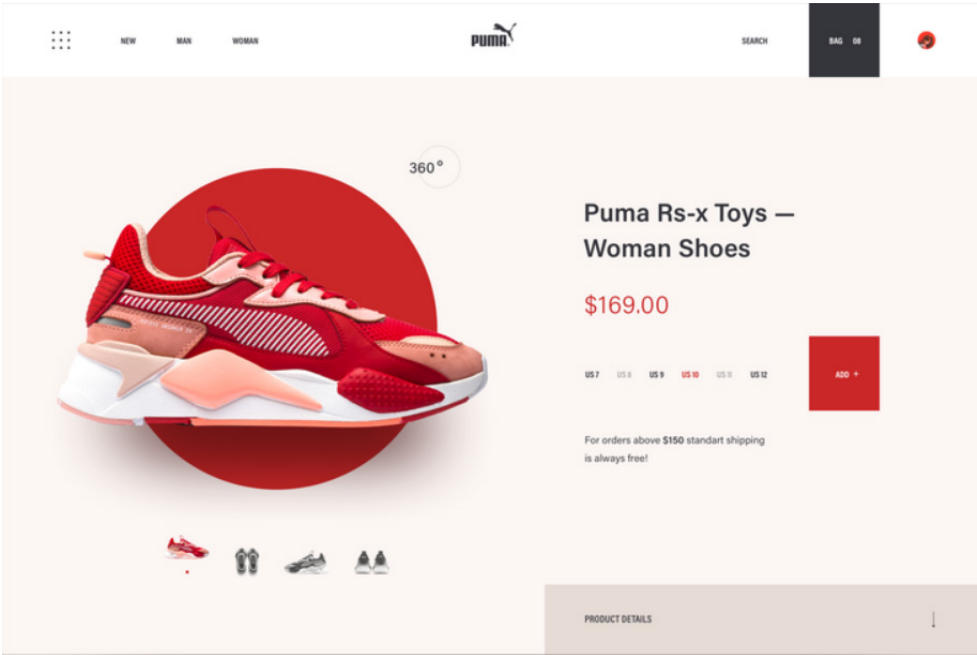 NEW
MAN
WOMAN
PUMA
SEARCH
BAG 08
360°
Puma Rs-x Toys —
Woman Shoes
$169.00
US 7
US 8
US 9
US 10
US 11
US 12
ADD +
For orders above $150 standart shipping
is always free!
PRODUCT DETAILS